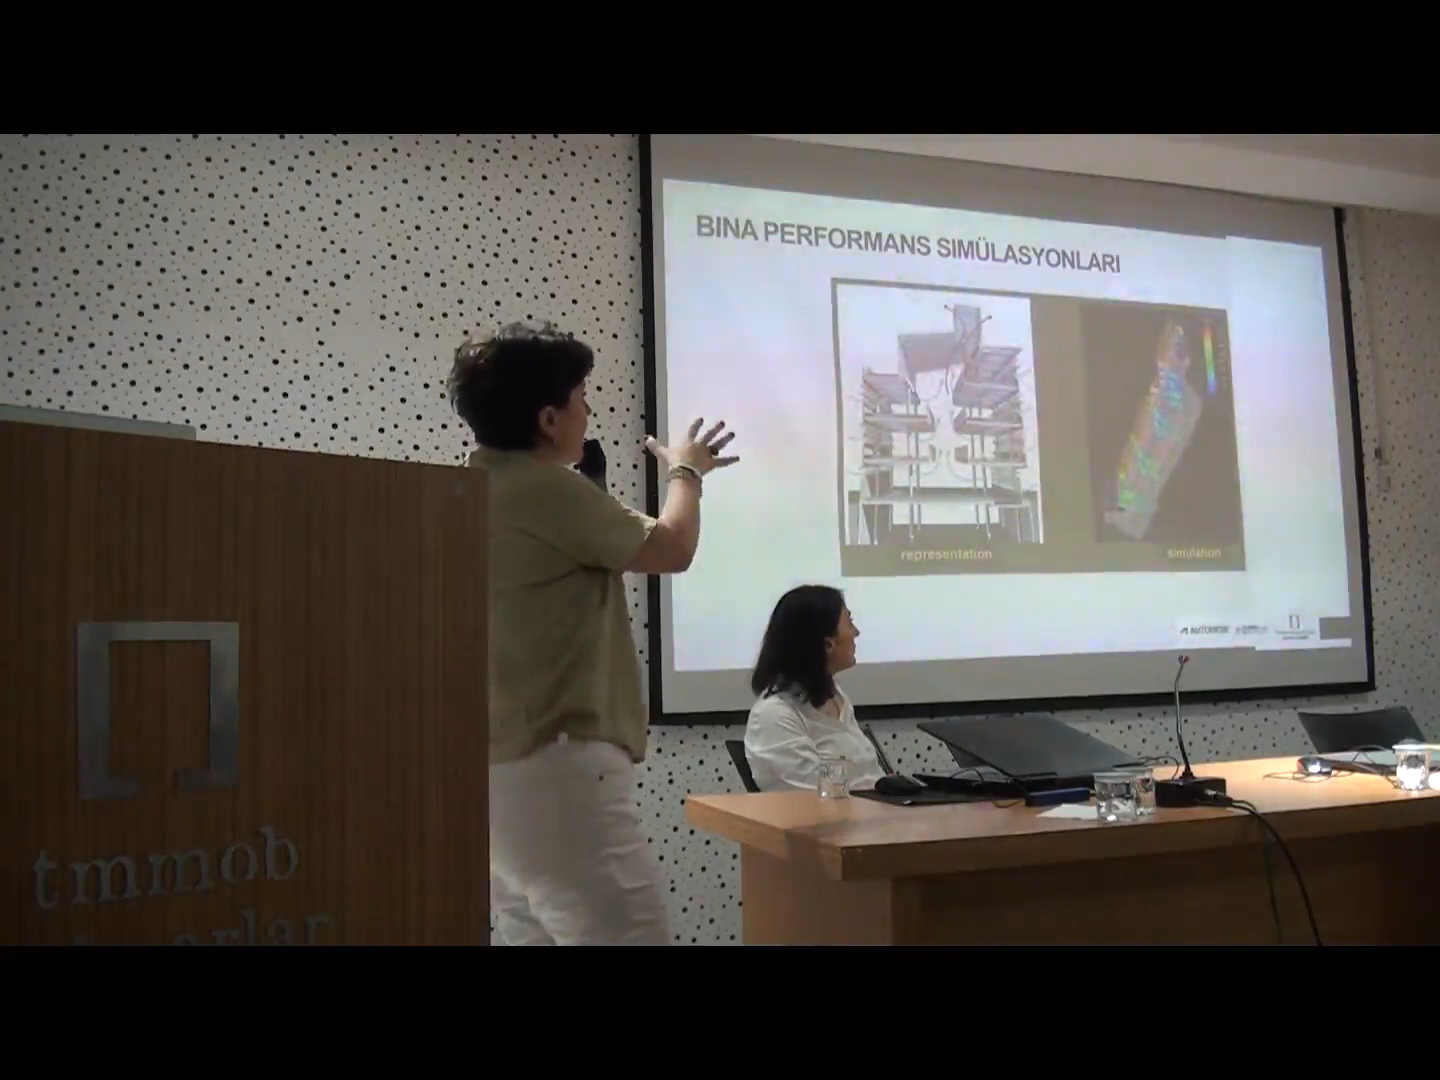 BINA PERFORMANS SIMÜLASYONLARI
representation
simulation
AUTODESK
tmmob